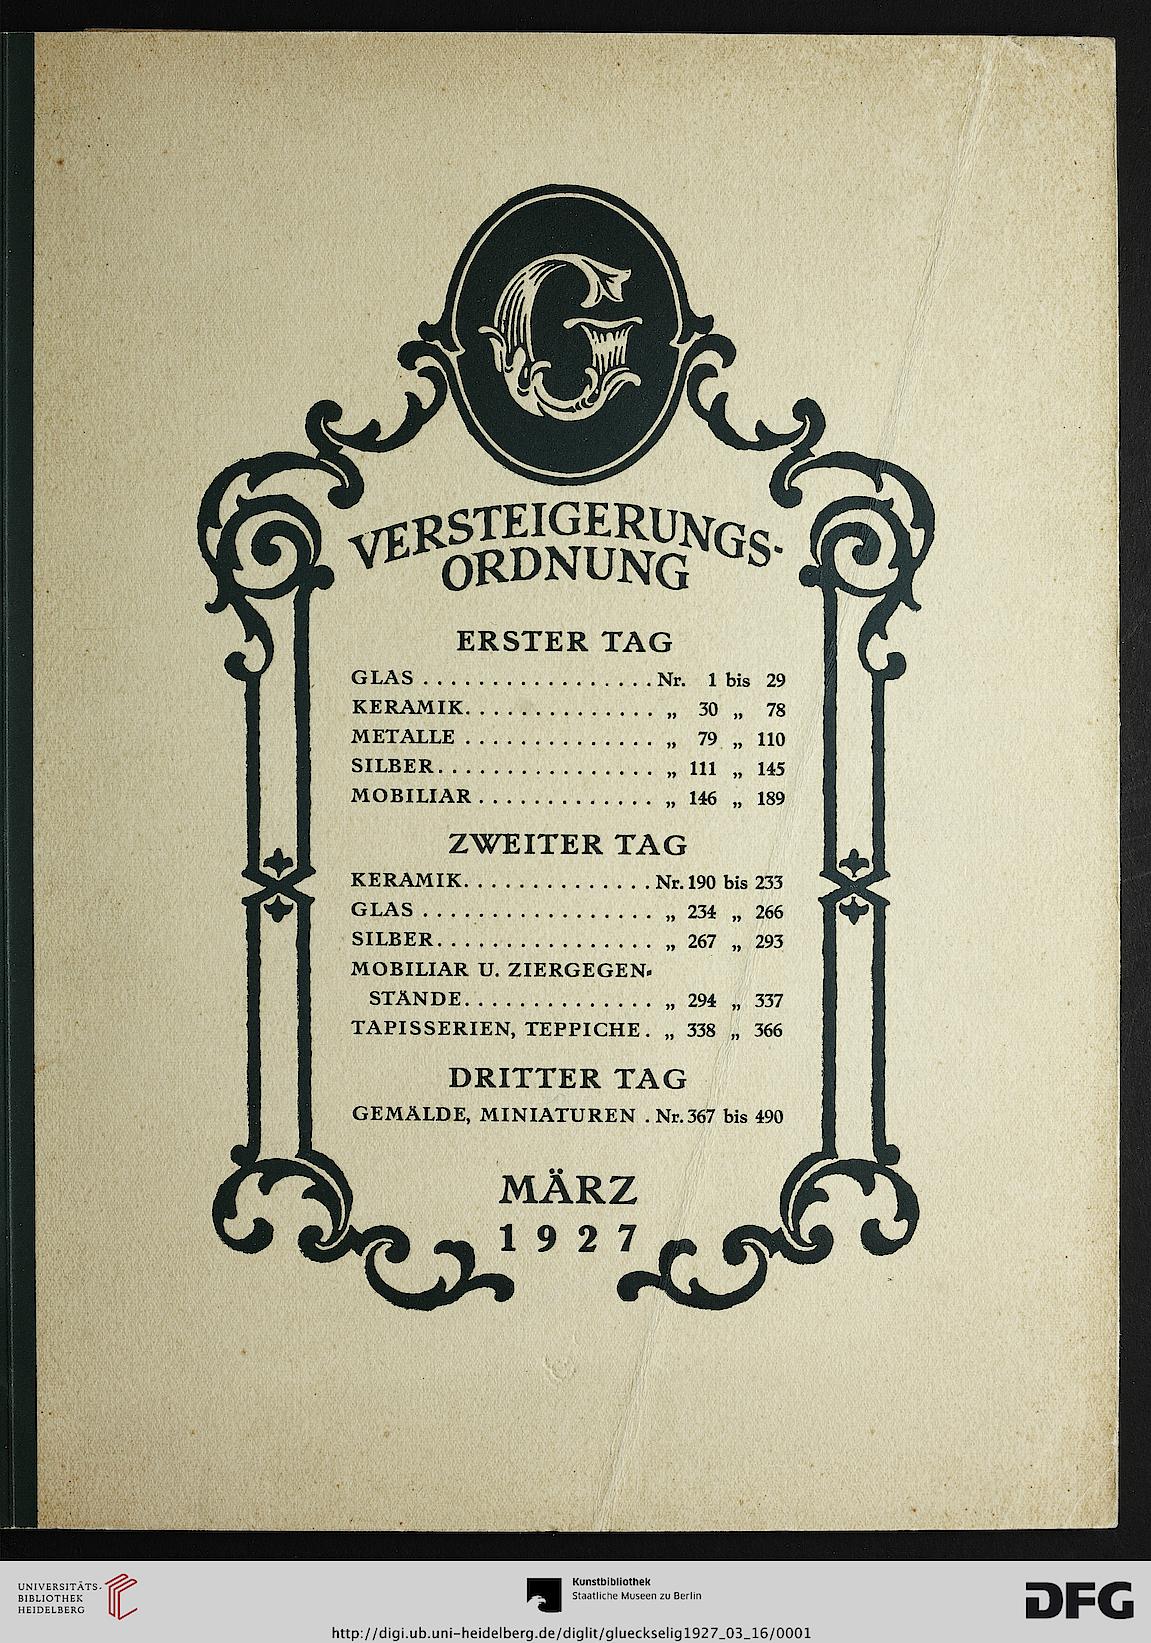 G
VERSTEIGERUNGS-
ORDNUNG
ERSTER TAG
GLAS ................. Nr. 1 bis 29
KERAMIK.............. „ 30 „ 78
METALLE .............. „ 79 „ 110
SILBER................ „ 111 „ 145
MOBILIAR ............. „ 146 „ 189
ZWEITER TAG
KERAMIK.............. Nr. 190 bis 233
GLAS ................. „ 234 „ 266
SILBER................ „ 267 „ 293
MOBILIAR U. ZIERGEGEN-
STÄNDE.............. „ 294 „ 337
TAPISSERIEN, TEPPICHE . „ 338 „ 366
DRITTER TAG
GEMÄLDE, MINIATUREN . Nr. 367 bis 490
MÄRZ
1927
UNIVERSITÄTS-
BIBLIOTHEK
HEIDELBERG
Kunstbibliothek
Staatliche Museen zu Berlin
DFG
http://digi.ub.uni-heidelberg.de/diglit/glueckselig1927_03_16/0001